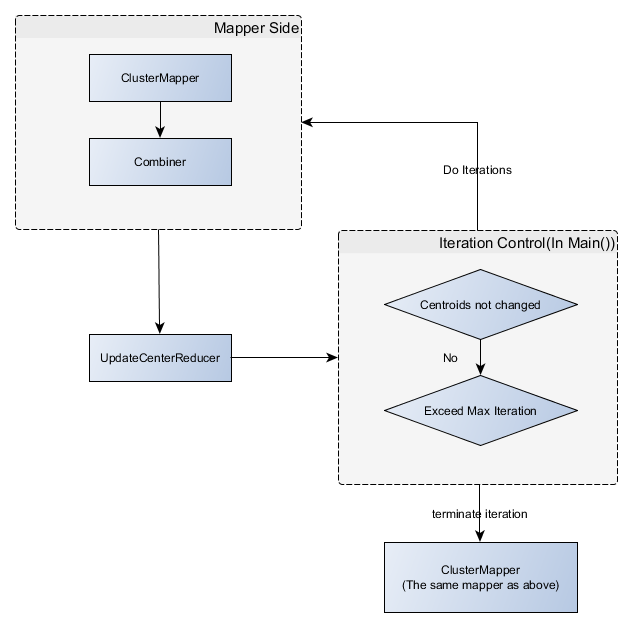 Mapper Side
ClusterMapper
Combiner
Do Iterations
Iteration Control(In Main())
Centroids not changed
No
UpdateCenterReducer
Exceed Max Iteration
terminate iteration
ClusterMapper
(The same mapper as above)